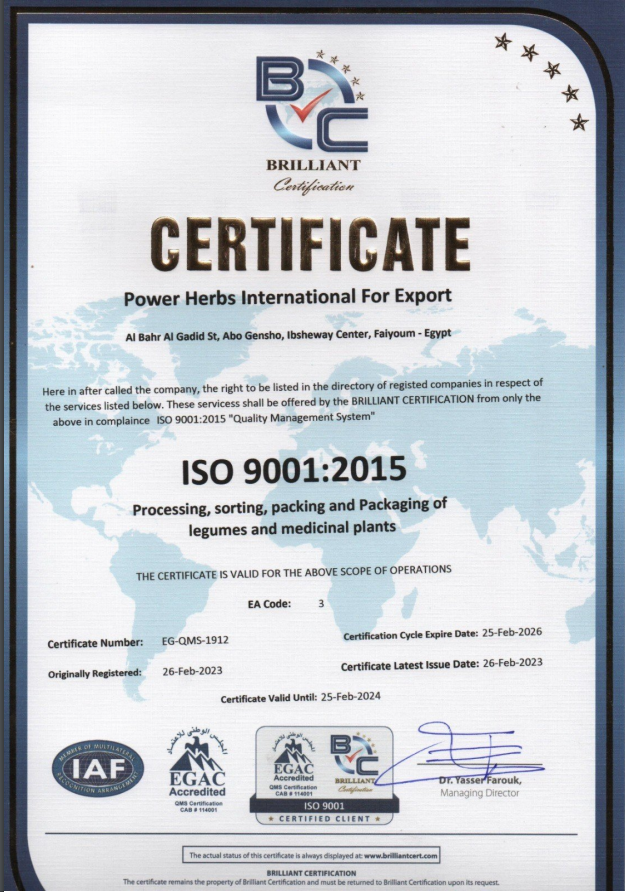 BC
BRILLIANT
Certification
CERTIFICATE
Power Herbs International For Export
Al Bahr Al Gadid St, Abo Gensho, Ibsheway Center, Faiyoum - Egypt
Here in after called the company, the right to be listed in the directory of registed companies in respect of
the services listed below. These servicess shall be offered by the BRILLIANT CERTIFICATION from only the
above in complaince ISO 9001:2015 "Quality Management System"
ISO 9001:2015
Processing, sorting, packing and Packaging of
legumes and medicinal plants
THE CERTIFICATE IS VALID FOR THE ABOVE SCOPE OF OPERATIONS
EA Code: 3
Certificate Number: EG-QMS-1912
Certification Cycle Expire Date: 25-Feb-2026
Originally Registered: 26-Feb-2023
Certificate Latest Issue Date: 26-Feb-2023
Certificate Valid Until: 25-Feb-2024
MEMBER OF MULTILATERAL
IAF
RECOGNITION ARRANGEMENT
المجلس الوطني للاعتماد
EGAC
Accredited
QMS Certification
CAB # 114001
EGAC
Accredited
QMS Certification
CAB # 114001
BC
BRILLIANT
Certification
ISO 9001
CERTIFIED CLIENT
Dr. Yasser Farouk,
Managing Director
The actual status of this certificate is always displayed at: www.brilliantcert.com
BRILLIANT CERTIFICATION
The certificate remains the property of Brilliant Certification and must be returned to Brilliant Certification upon its request.